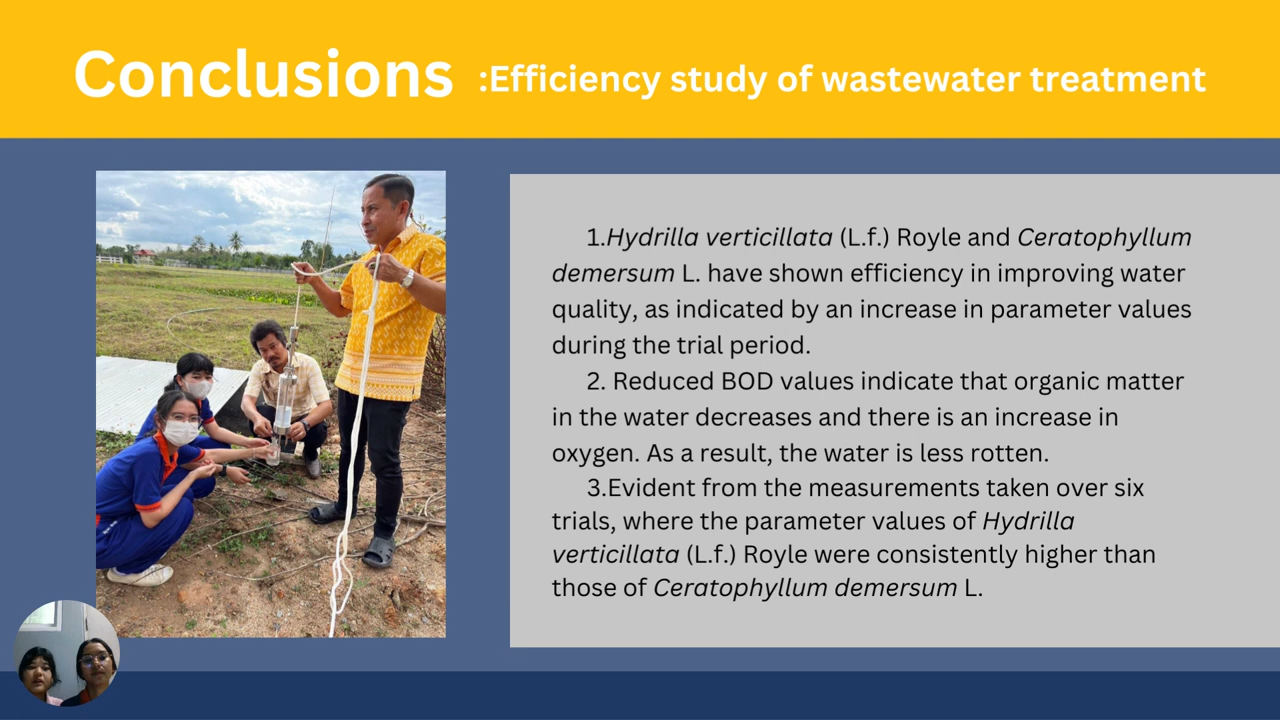 Conclusions :Efficiency study of wastewater treatment
1.Hydrilla verticillata (L.f.) Royle and Ceratophyllum
demersum L. have shown efficiency in improving water
quality, as indicated by an increase in parameter values
during the trial period.
2. Reduced BOD values indicate that organic matter
in the water decreases and there is an increase in
oxygen. As a result, the water is less rotten.
3.Evident from the measurements taken over six
trials, where the parameter values of Hydrilla
verticillata (L.f.) Royle were consistently higher than
those of Ceratophyllum demersum L.